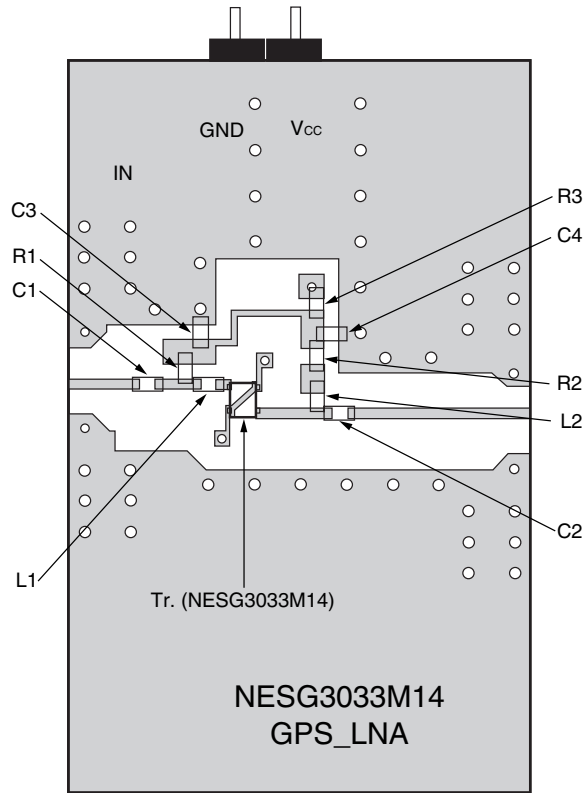 GND
VCC
IN
C3
R3
C4
R1
C1
R2
L2
C2
L1
Tr. (NESG3033M14)
NESG3033M14
GPS_LNA